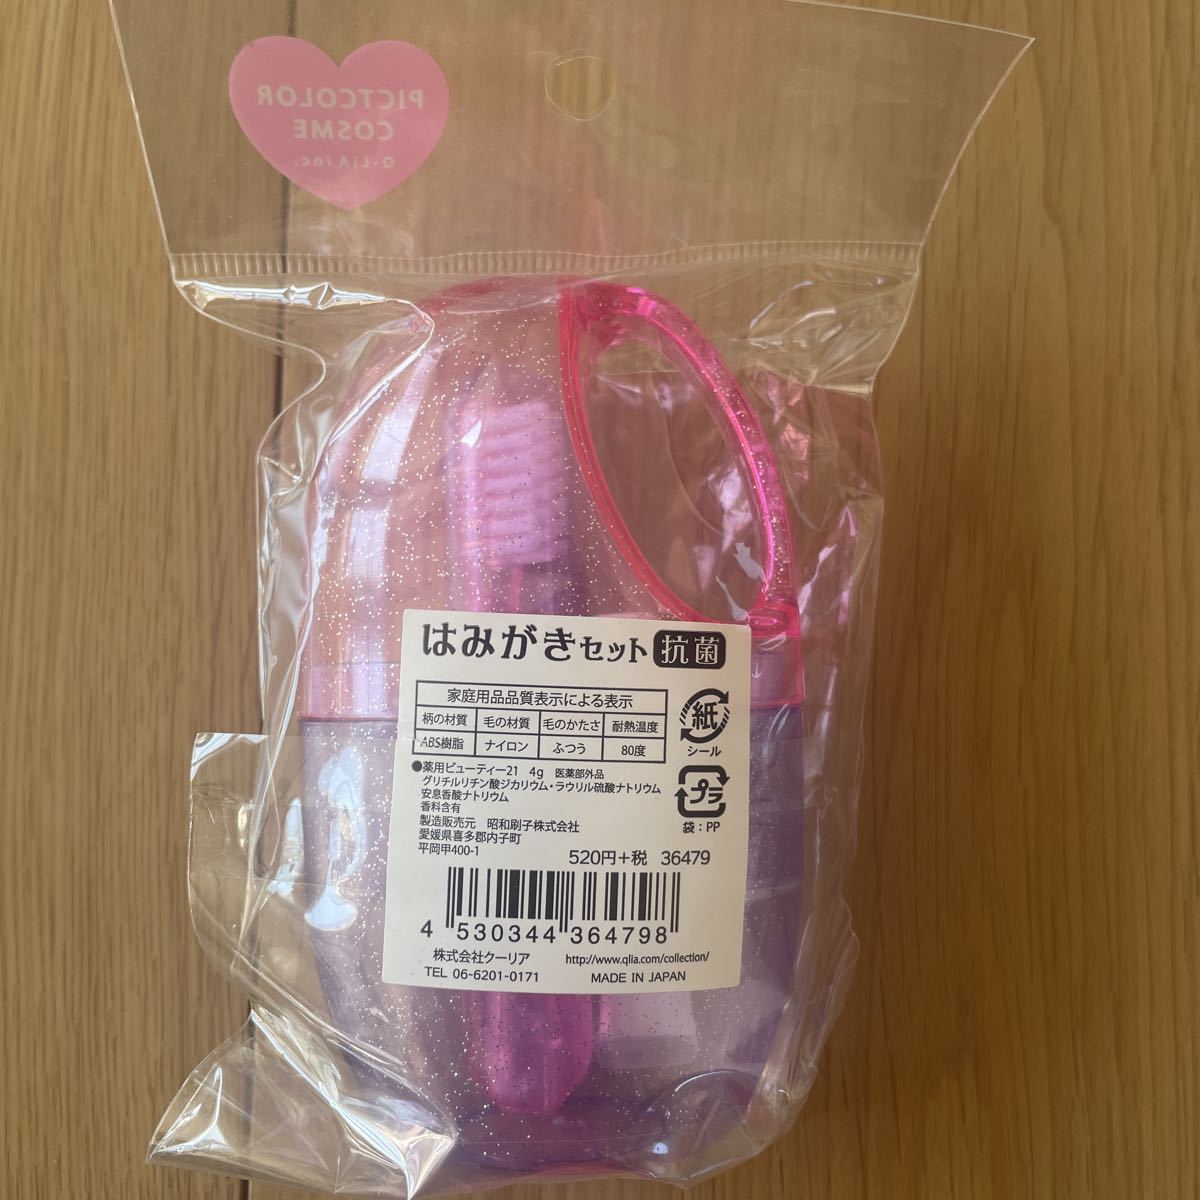 PICTCOLOR
COSME
Q-LiA inc.
はみがきセット 抗菌
家庭用品品質表示による表示
柄の材質 毛の材質 毛のかたさ 耐熱温度
ABS樹脂 ナイロン ふつう 80度
紙
シール
プラ
袋:PP
●薬用ビューティー21 4g 医薬部外品
グリチルリチン酸ジカリウム・ラウリル硫酸ナトリウム
安息香酸ナトリウム
香料含有
製造販売元 昭和刷子株式会社
愛媛県喜多郡内子町
平岡甲400-1
520円+税 36479
4 530344 364798
株式会社クーリア http://www.qlia.com/collection/
TEL 06-6201-0171 MADE IN JAPAN